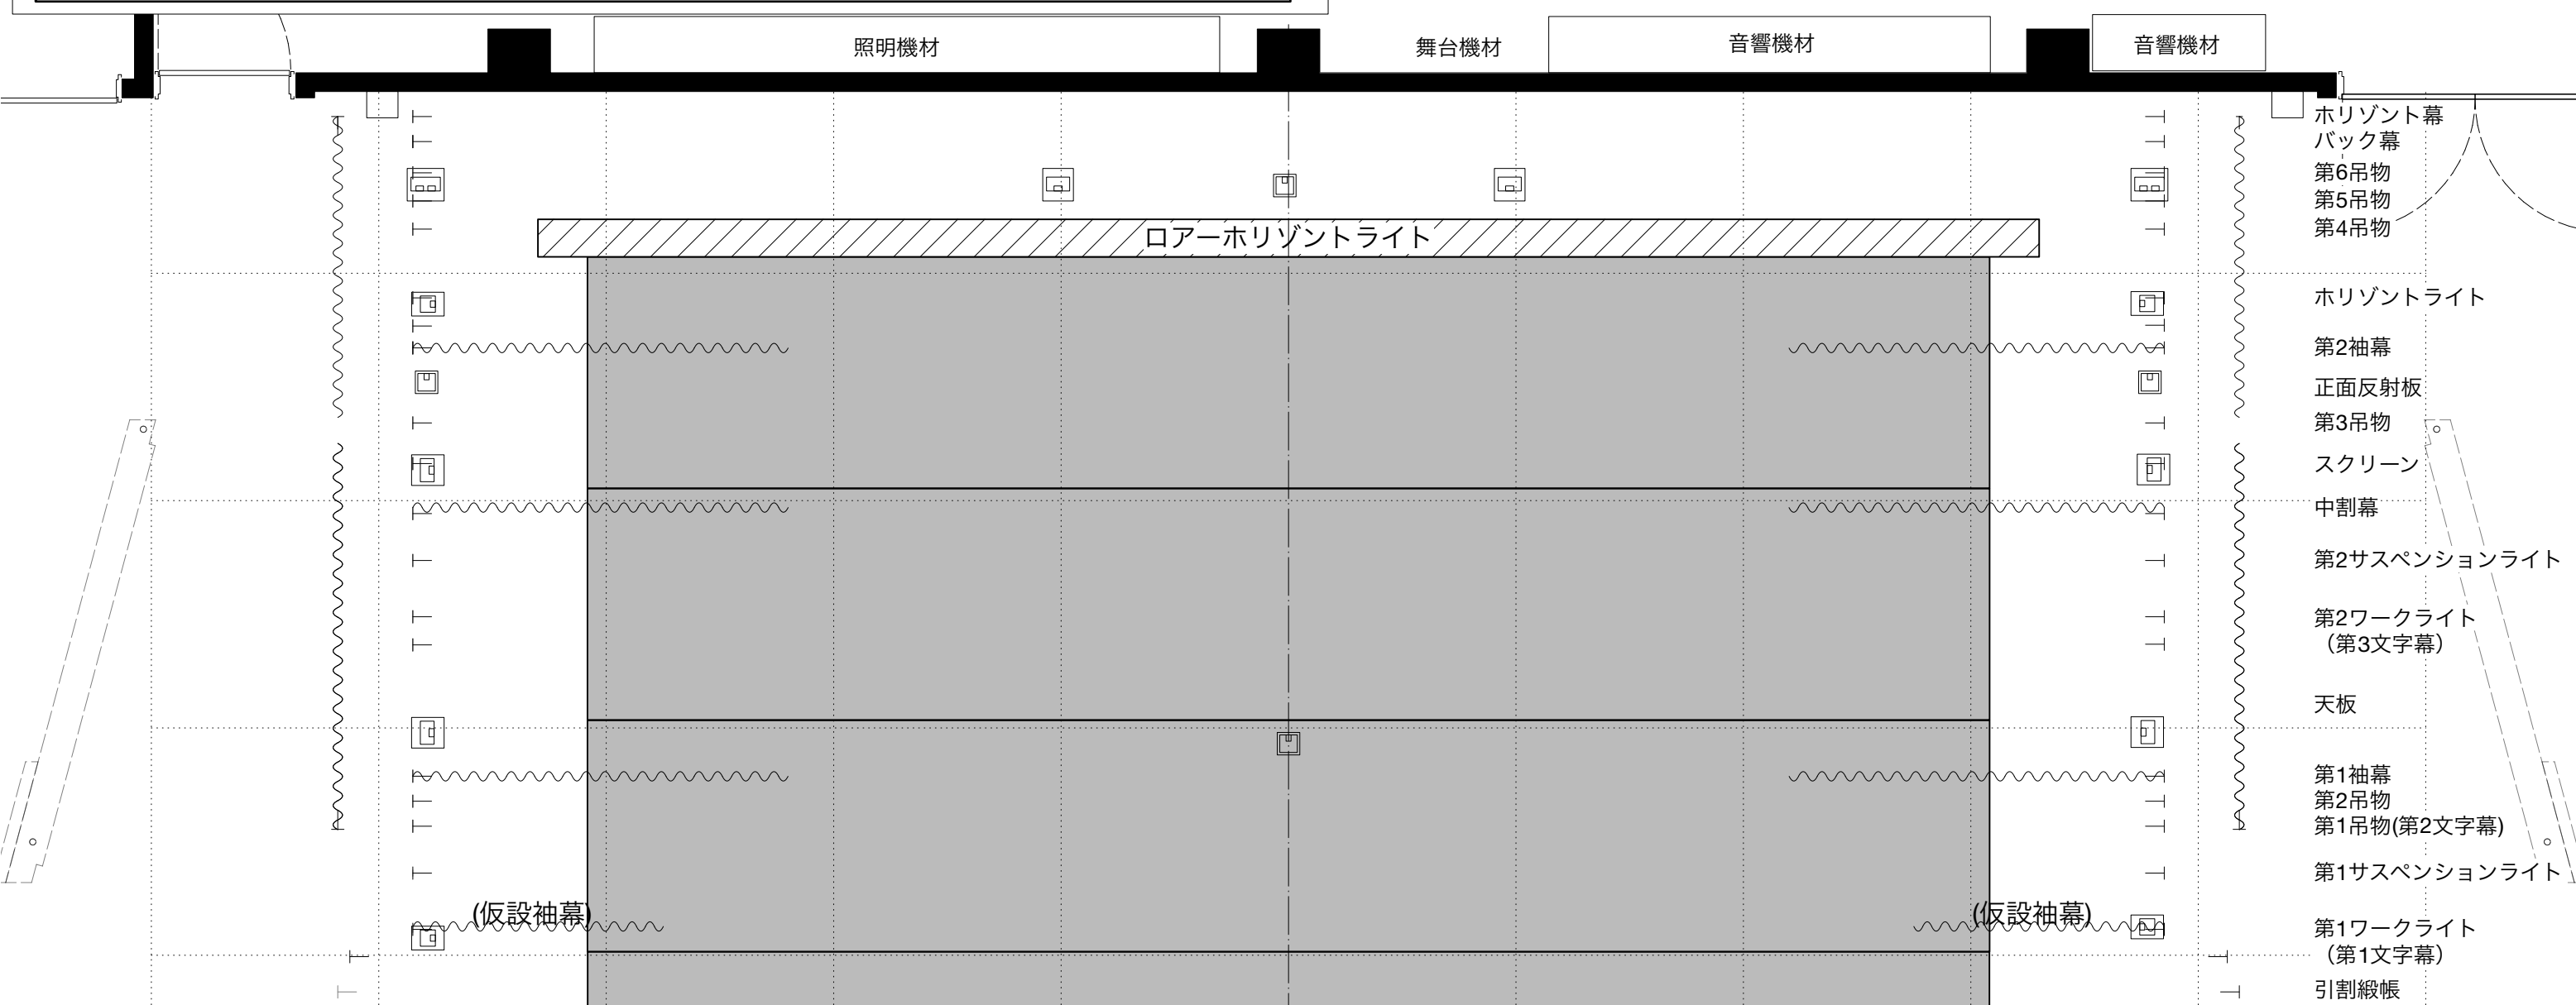 照明機材
舞台機材
音響機材
音響機材
ホリゾント幕
バック幕
第6吊物
第5吊物
第4吊物
ロアーホリゾントライト
ホリゾントライト
第2袖幕
正面反射板
第3吊物
スクリーン
中割幕
第2サスペンションライト
第2ワークライト
（第3文字幕）
天板
第1袖幕
第2吊物
第1吊物(第2文字幕)
第1サスペンションライト
(仮設袖幕)
(仮設袖幕)
第1ワークライト
（第1文字幕）
引割緞帳